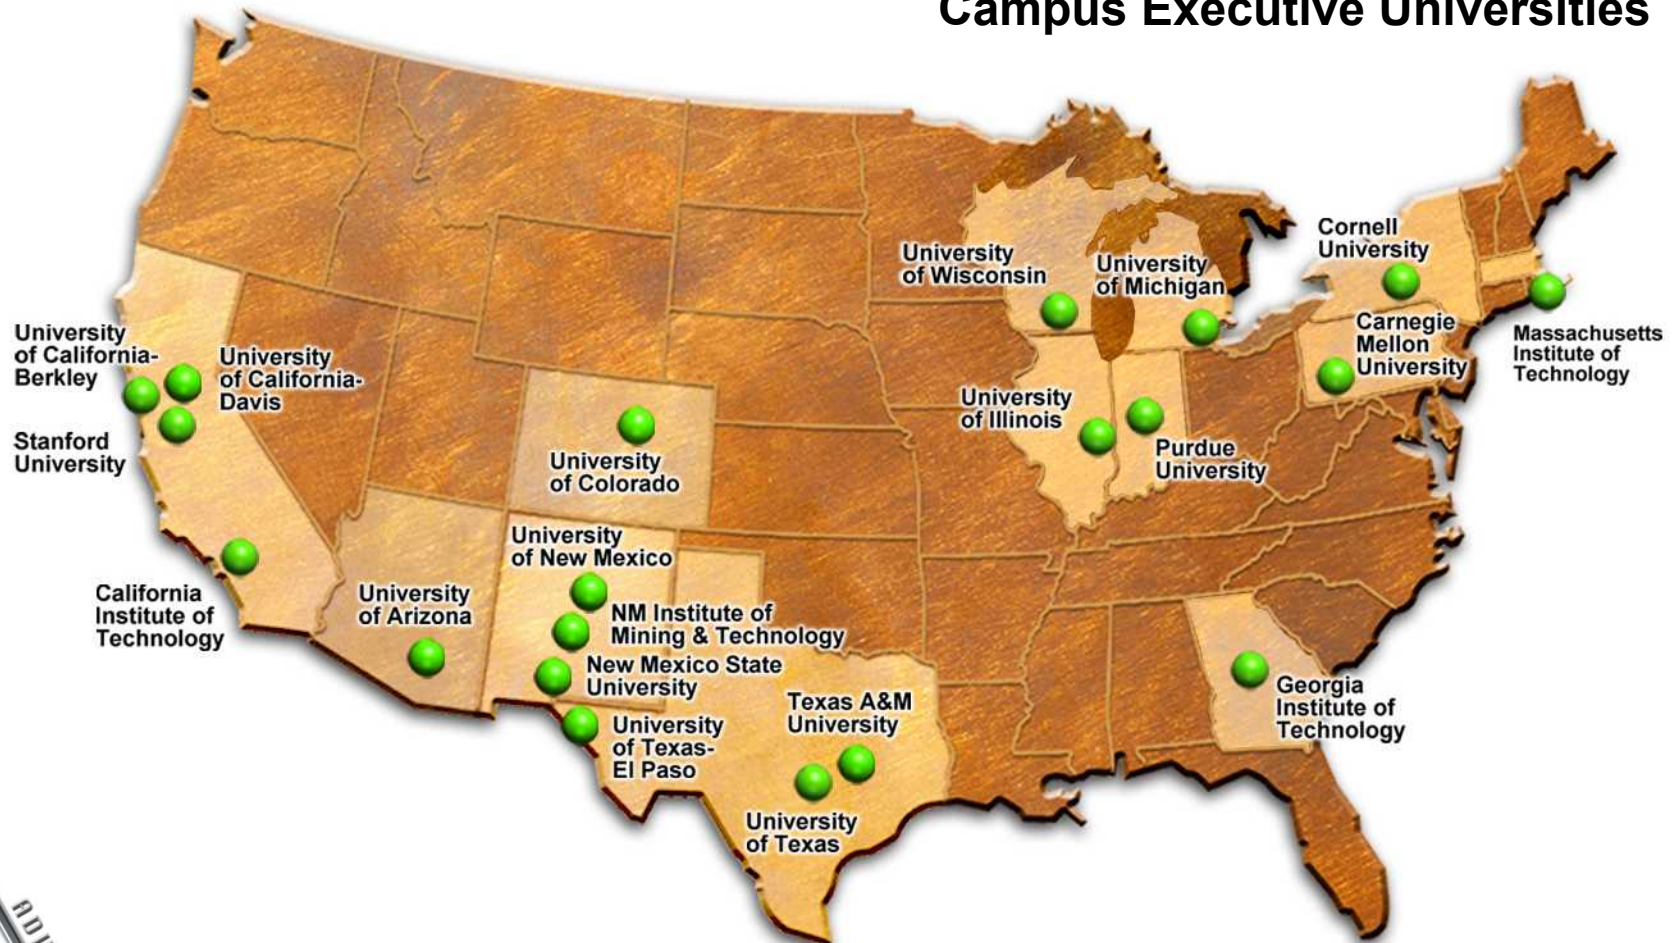 Campus Executive Universities
Cornell
University
University
of Wisconsin
University
of Michigan
Carnegie
Mellon
University
Massachusetts
Institute of
Technology
University
of California-
Berkley
University
of California-
Davis
Stanford
University
University
of Illinois
Purdue
University
University
of Colorado
University
of New Mexico
California
Institute of
Technology
University
of Arizona
NM Institute of
Mining & Technology
New Mexico State
University
University
of Texas-
El Paso
Texas A&M
University
University
of Texas
Georgia
Institute of
Technology